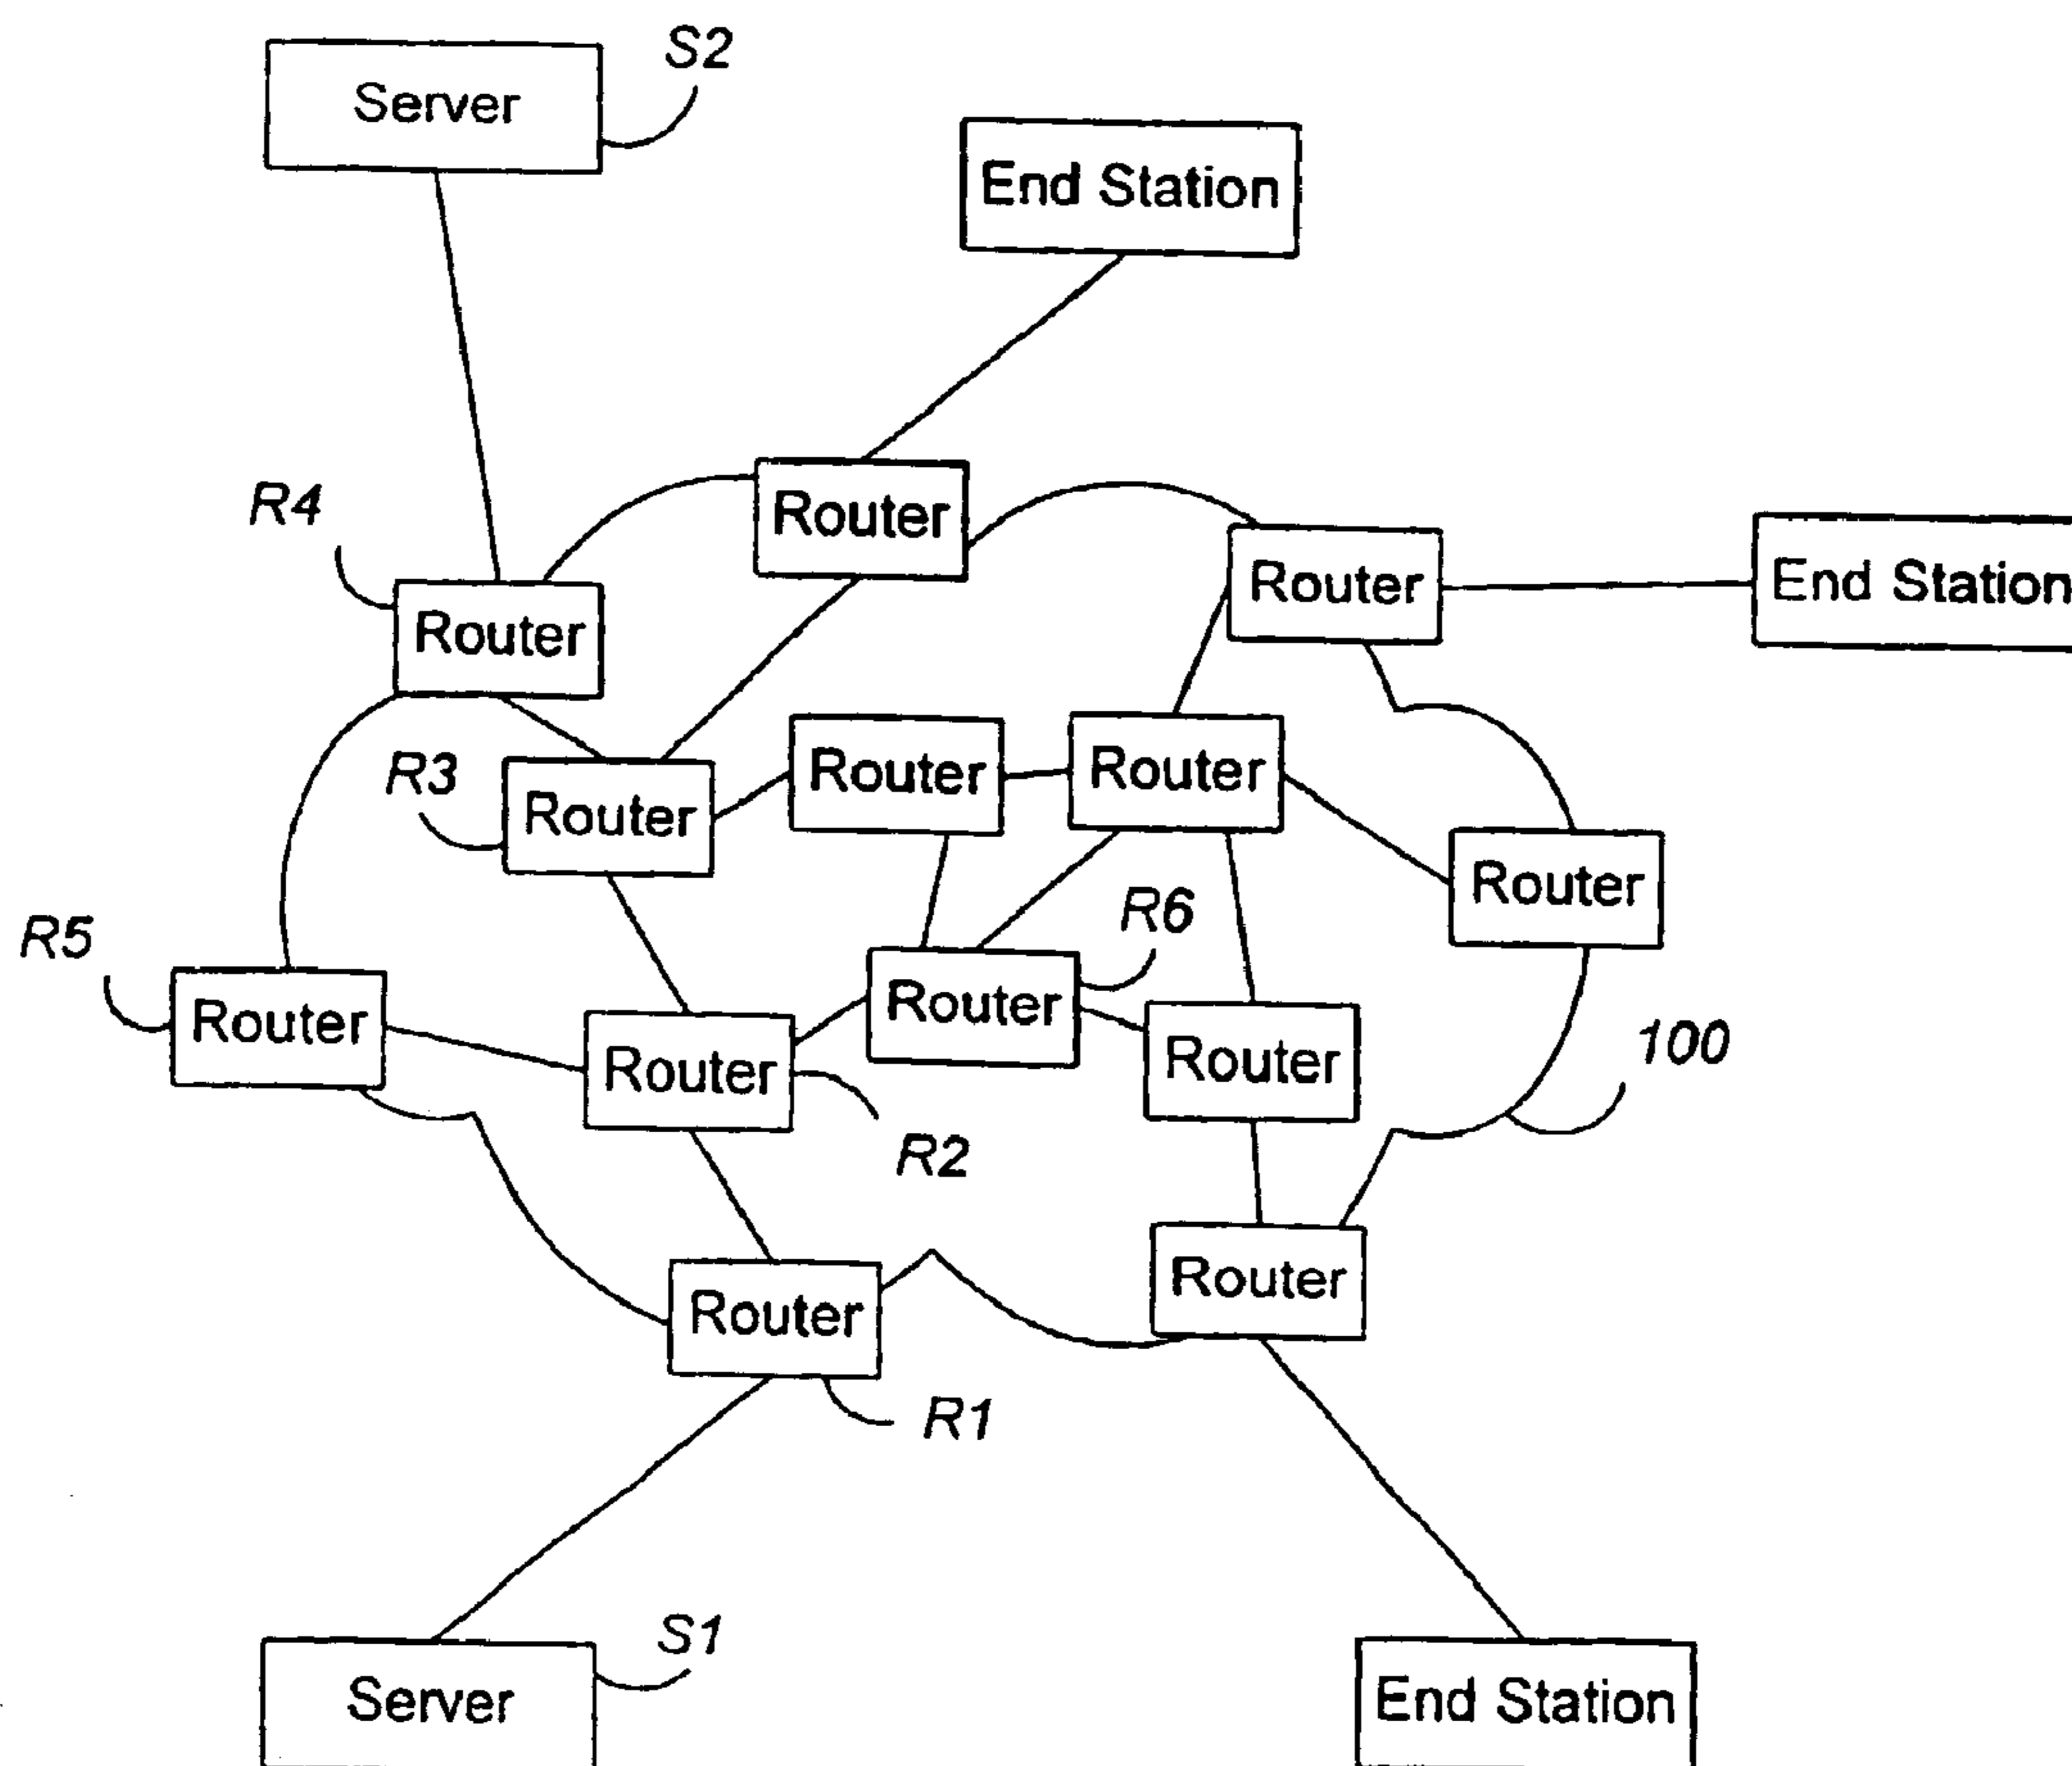 S2
Server
End Station
R4
Router
Router
End Station
Router
R3
Router
Router
Router
Router
R6
R5
Router
Router
100
Router
Router
R2
Router
Router
R1
S1
Server
End Station